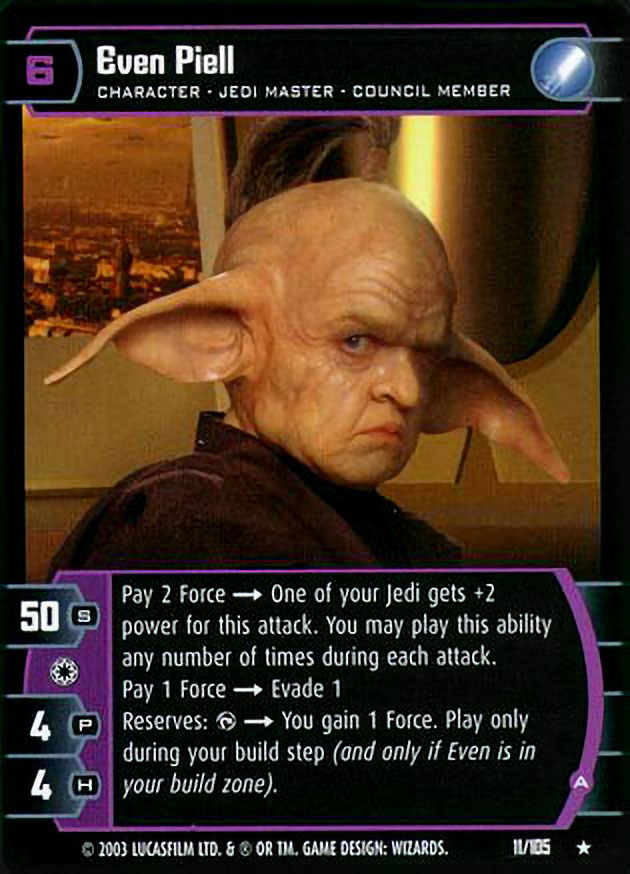 6
Even Piell
CHARACTER · JEDI MASTER · COUNCIL MEMBER
Pay 2 Force → One of your Jedi gets +2
power for this attack. You may play this ability
any number of times during each attack.
Pay 1 Force → Evade 1
Reserves: → You gain 1 Force. Play only
during your build step (and only if Even is in
your build zone).
50 S
4 P
4 H
A
© 2003 LUCASFILM LTD. & ® OR TM. GAME DESIGN: WIZARDS.
11/105 ★